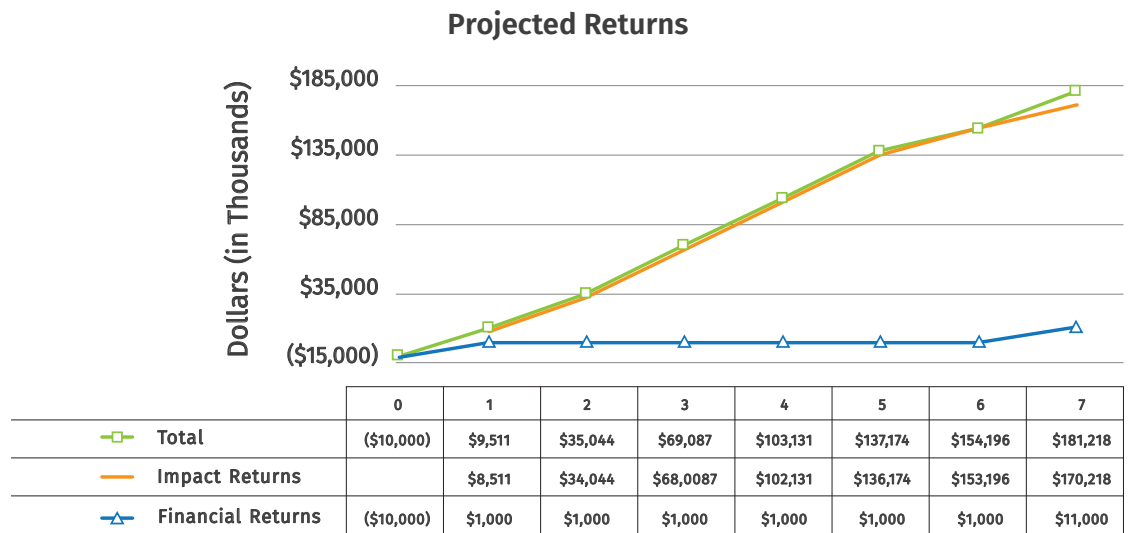 Projected Returns
Dollars (in Thousands)
$185,000
$135,000
$85,000
$35,000
($15,000)
0 1 2 3 4 5 6 7
Total ($10,000) $9,511 $35,044 $69,087 $103,131 $137,174 $154,196 $181,218
Impact Returns $8,511 $34,044 $68,0087 $102,131 $136,174 $153,196 $170,218
Financial Returns ($10,000) $1,000 $1,000 $1,000 $1,000 $1,000 $1,000 $11,000